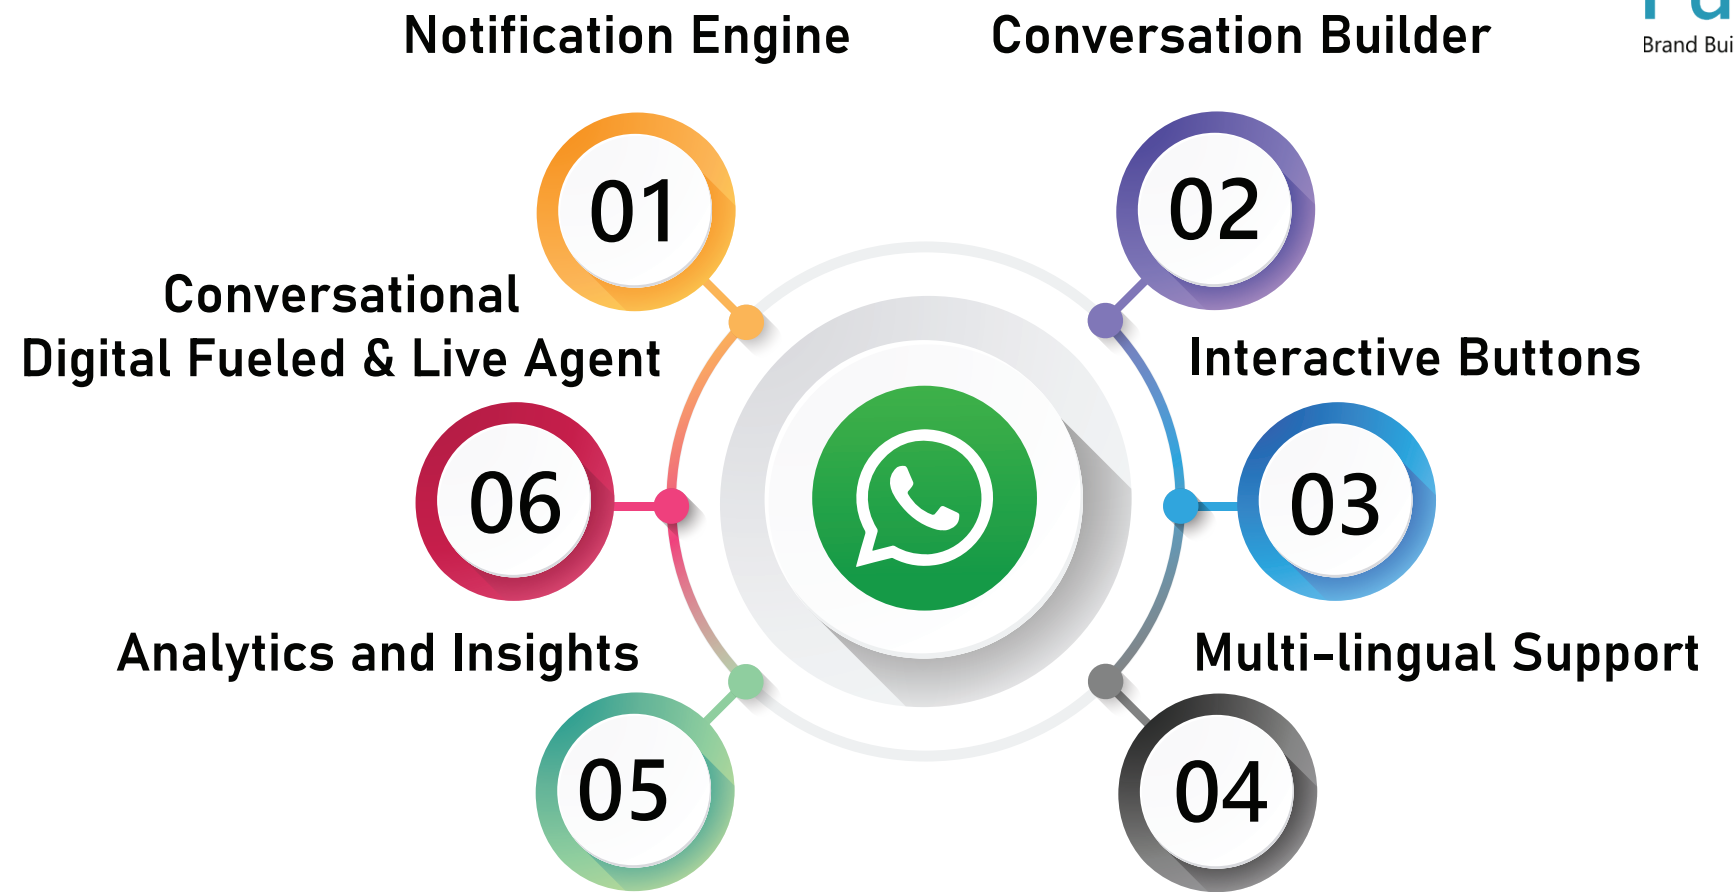 Notification Engine
Conversation Builder
Brand
01
02
Conversational
Digital Fueled & Live Agent
Interactive Buttons
06
03
Analytics and Insights
Multi-lingual Support
05
04